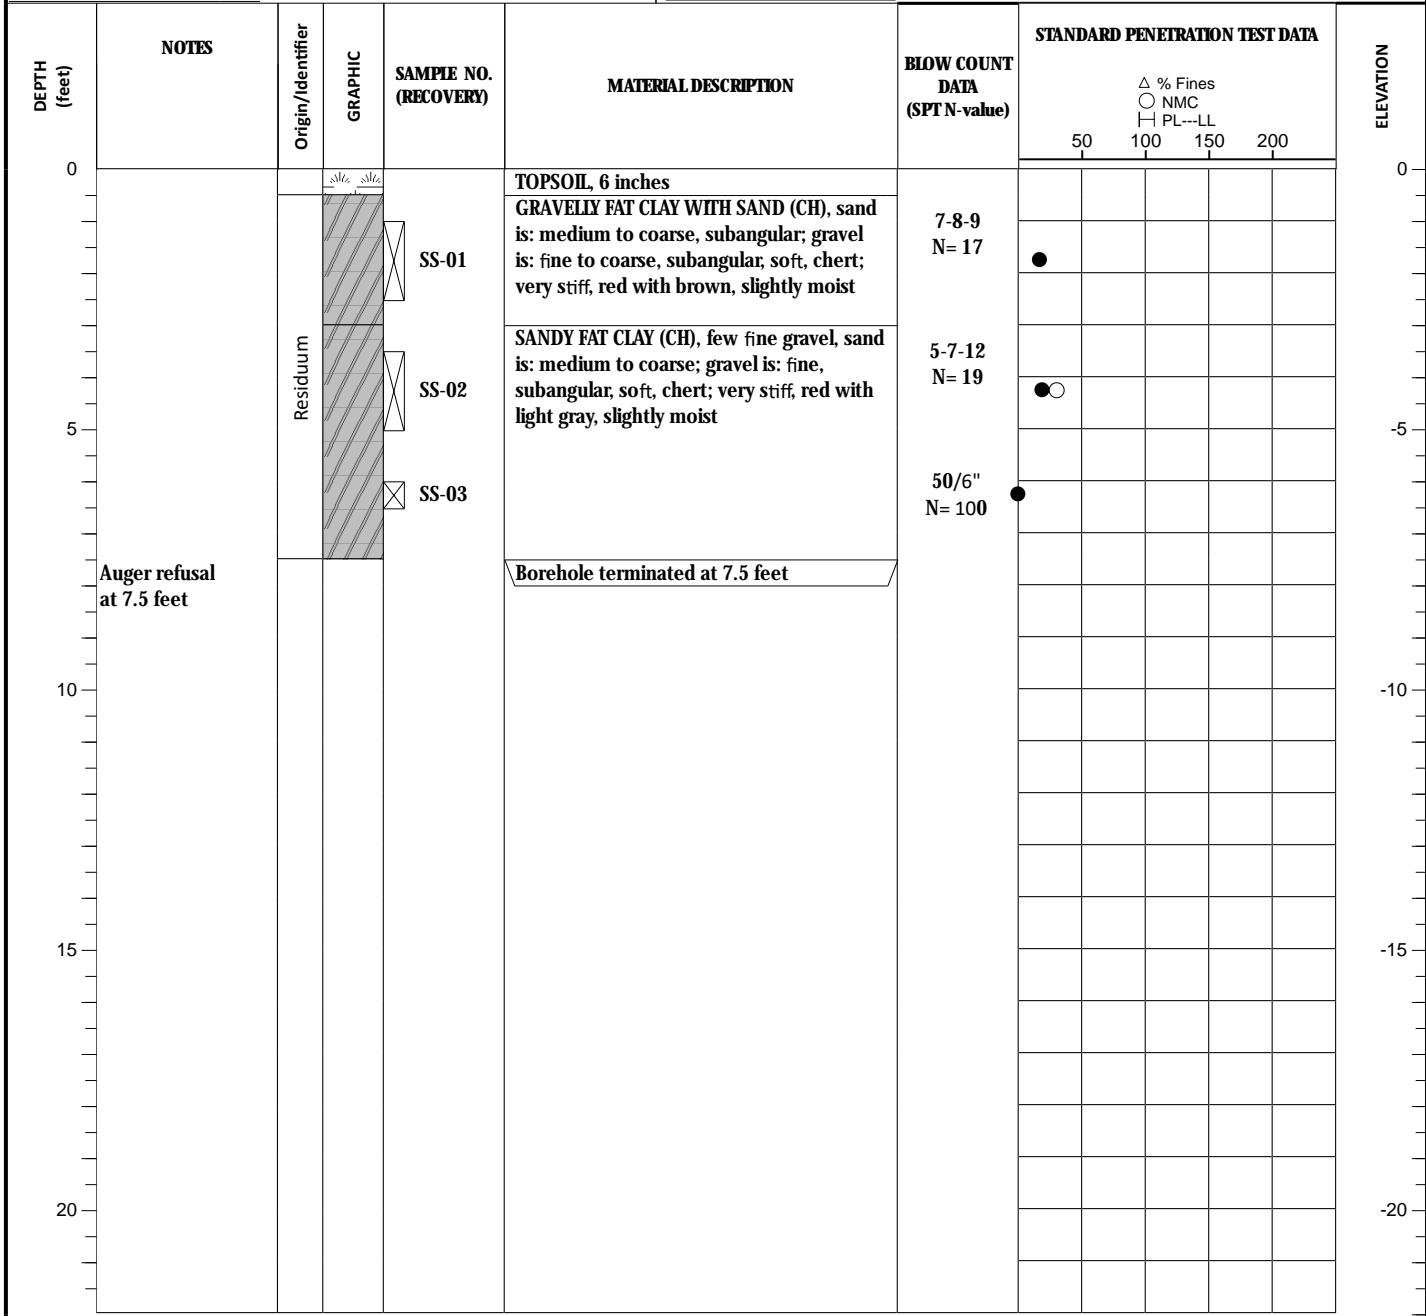 DEPTH
(feet)
NOTES
Origin/Identifier
GRAPHIC
SAMPLE NO.
(RECOVERY)
MATERIAL DESCRIPTION
BLOW COUNT
DATA
(SPT N-value)
STANDARD PENETRATION TEST DATA
△ % Fines
○ NMC
PL---LL
50 100 150 200
ELEVATION
0
TOPSOIL, 6 inches
0
GRAVELLY FAT CLAY WITH SAND (CH), sand
is: medium to coarse, subangular; gravel
is: fine to coarse, subangular, soft, chert;
very stiff, red with brown, slightly moist
SS-01
7-8-9
N= 17
Residuum
SANDY FAT CLAY (CH), few fine gravel, sand
is: medium to coarse; gravel is: fine,
subangular, soft, chert; very stiff, red with
light gray, slightly moist
SS-02
5-7-12
N= 19
5
-5
SS-03
50/6"
N= 100
Auger refusal
at 7.5 feet
Borehole terminated at 7.5 feet
10
-10
15
-15
20
-20